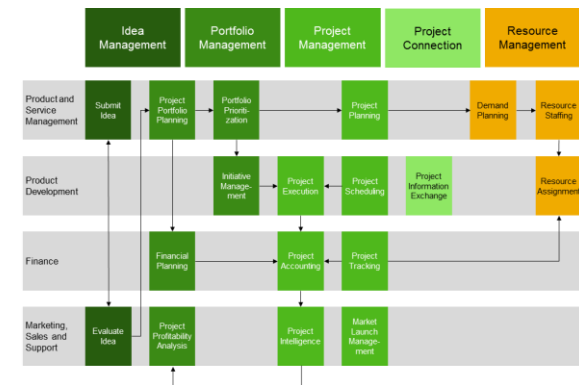 Idea
Management
Portfolio
Management
Project
Management
Project
Connection
Resource
Management
Product and
Service
Management
Submit
Idea
Project
Portfolio
Planning
Portfolio
Prioriti-
zation
Project
Planning
Demand
Planning
Resource
Staffing
Product
Development
Initiative
Manage-
ment
Project
Execution
Project
Scheduling
Project
Information
Exchange
Resource
Assignment
Finance
Financial
Planning
Project
Accounting
Project
Tracking
Marketing,
Sales and
Support
Evaluate
Idea
Project
Profitability
Analysis
Project
Intelligence
Market
Launch
Manage-
ment